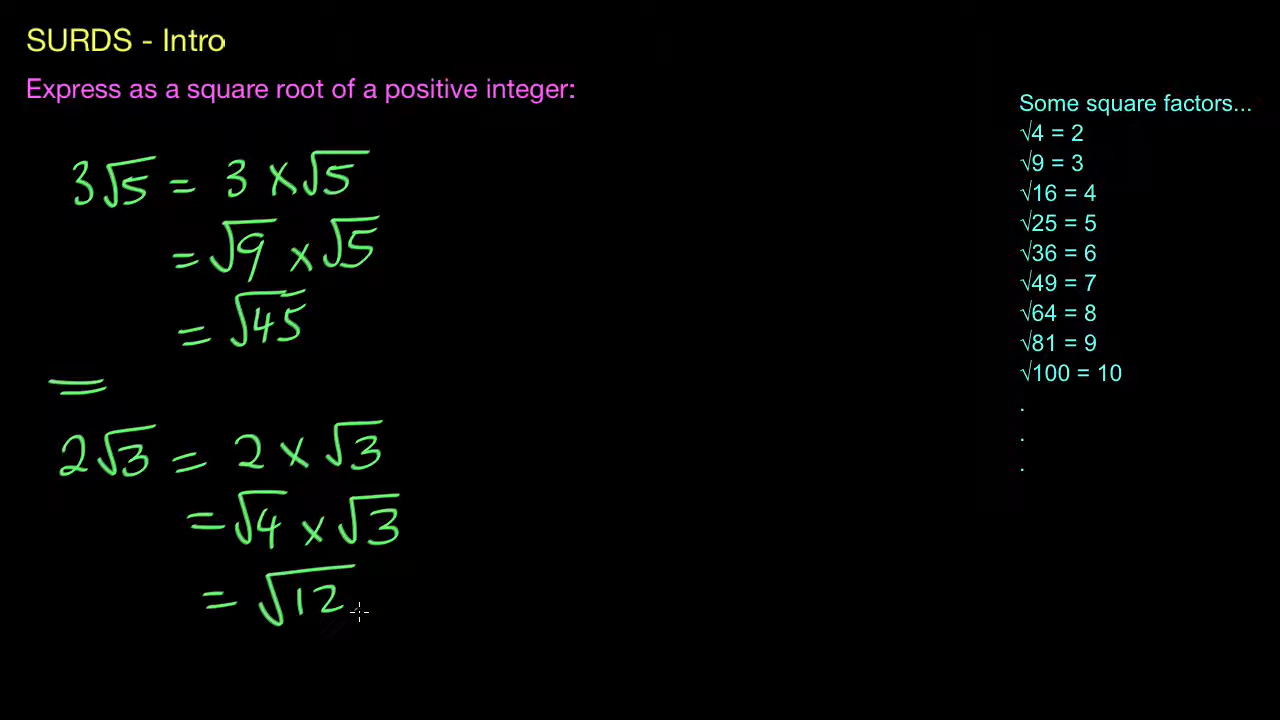 SURDS - Intro
Express as a square root of a positive integer:
3√5 = 3 × √5
= √9 × √5
= √45
=
2√3 = 2 × √3
= √4 × √3
= √12
Some square factors...
√4 = 2
√9 = 3
√16 = 4
√25 = 5
√36 = 6
√49 = 7
√64 = 8
√81 = 9
√100 = 10
.
.
.